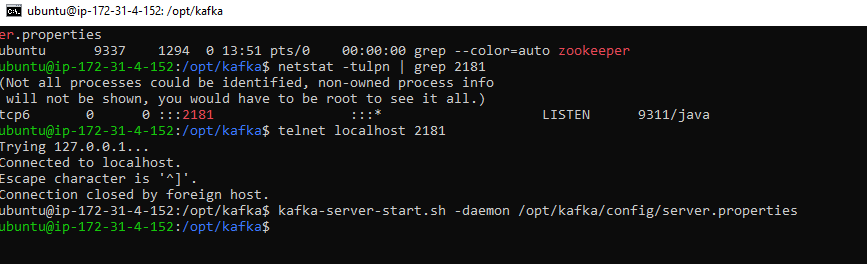 ubuntu@ip-172-31-4-152: /opt/kafka
er.properties
ubuntu      9337    1294  0 13:51 pts/0    00:00:00 grep --color=auto zookeeper
ubuntu@ip-172-31-4-152:/opt/kafka$ netstat -tulpn | grep 2181
(Not all processes could be identified, non-owned process info
 will not be shown, you would have to be root to see it all.)
tcp6       0      0 :::2181                 :::*                    LISTEN      9311/java
ubuntu@ip-172-31-4-152:/opt/kafka$ telnet localhost 2181
Trying 127.0.0.1...
Connected to localhost.
Escape character is '^]'.
Connection closed by foreign host.
ubuntu@ip-172-31-4-152:/opt/kafka$ kafka-server-start.sh -daemon /opt/kafka/config/server.properties
ubuntu@ip-172-31-4-152:/opt/kafka$